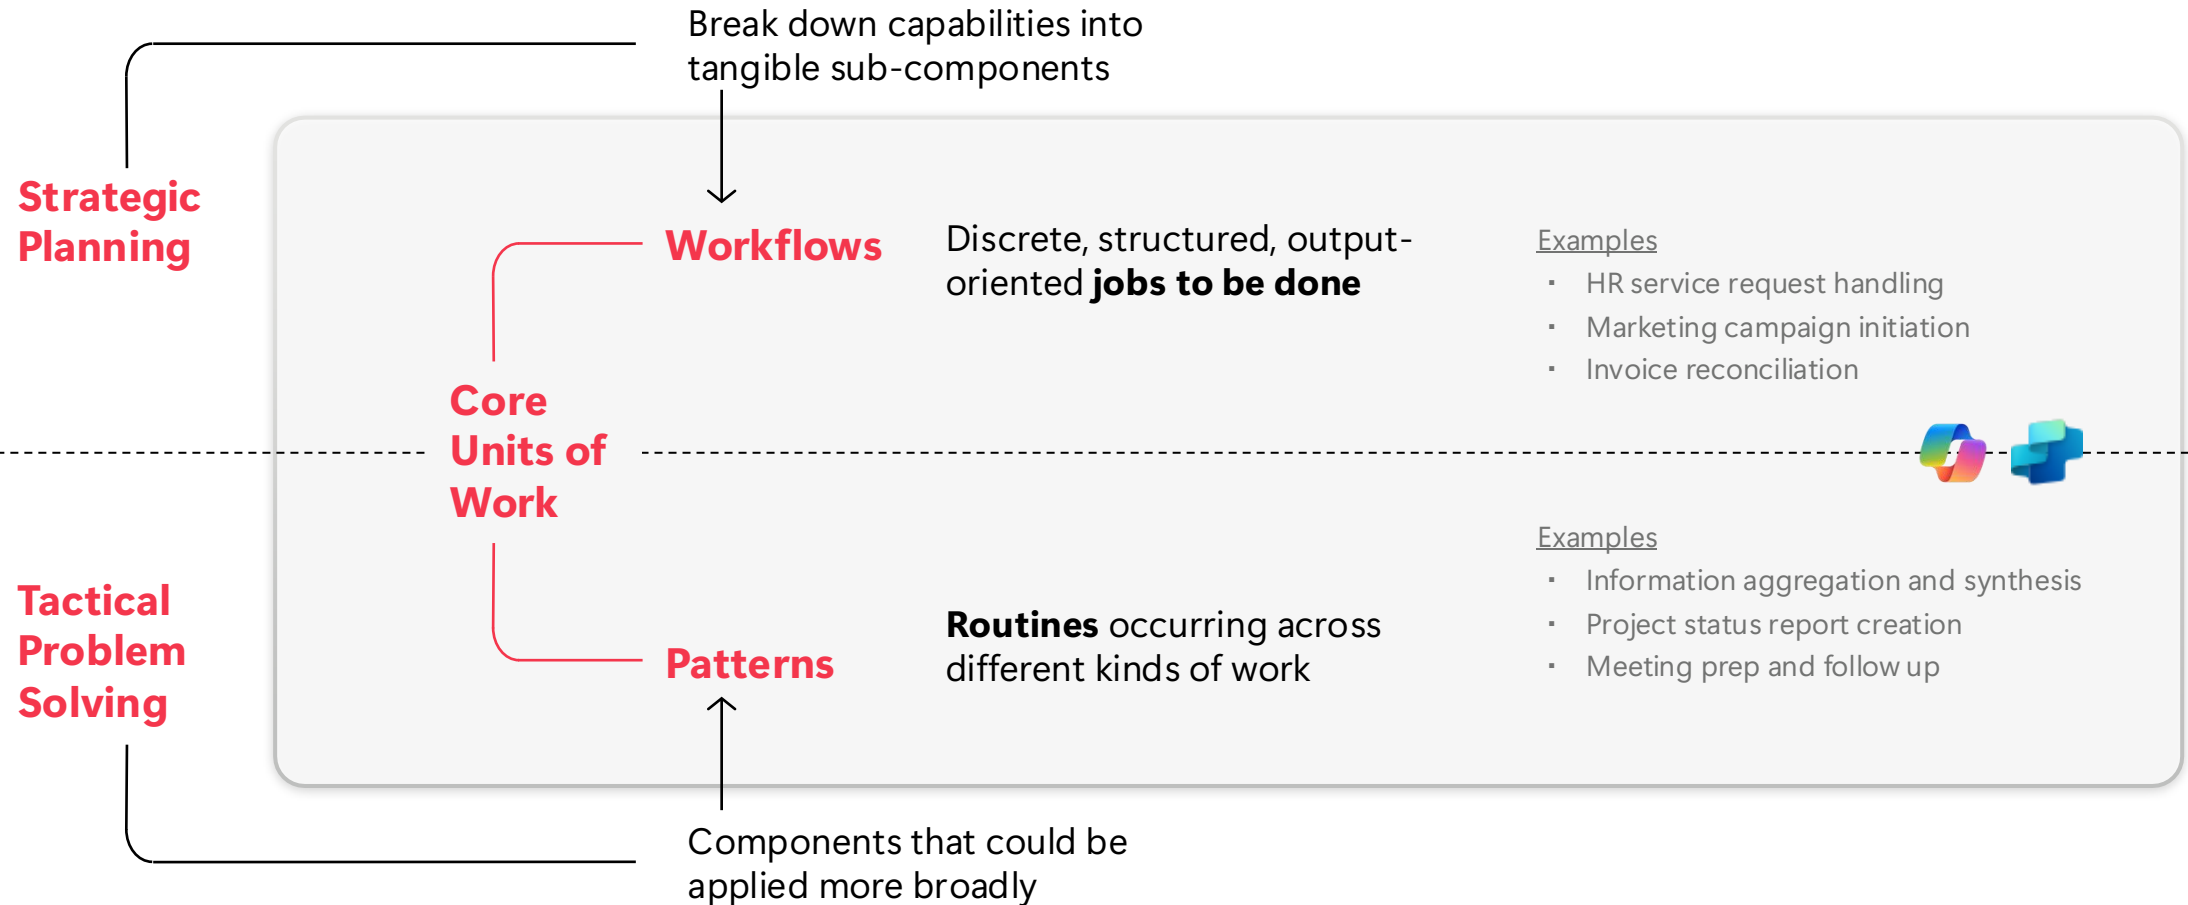 Break down capabilities into
tangible sub-components
Strategic
Planning
Workflows
Discrete, structured, output-
oriented jobs to be done
Examples
▪ HR service request handling
▪ Marketing campaign initiation
▪ Invoice reconciliation
Core
Units of
Work
Tactical
Problem
Solving
Patterns
Routines occurring across
different kinds of work
Examples
▪ Information aggregation and synthesis
▪ Project status report creation
▪ Meeting prep and follow up
Components that could be
applied more broadly